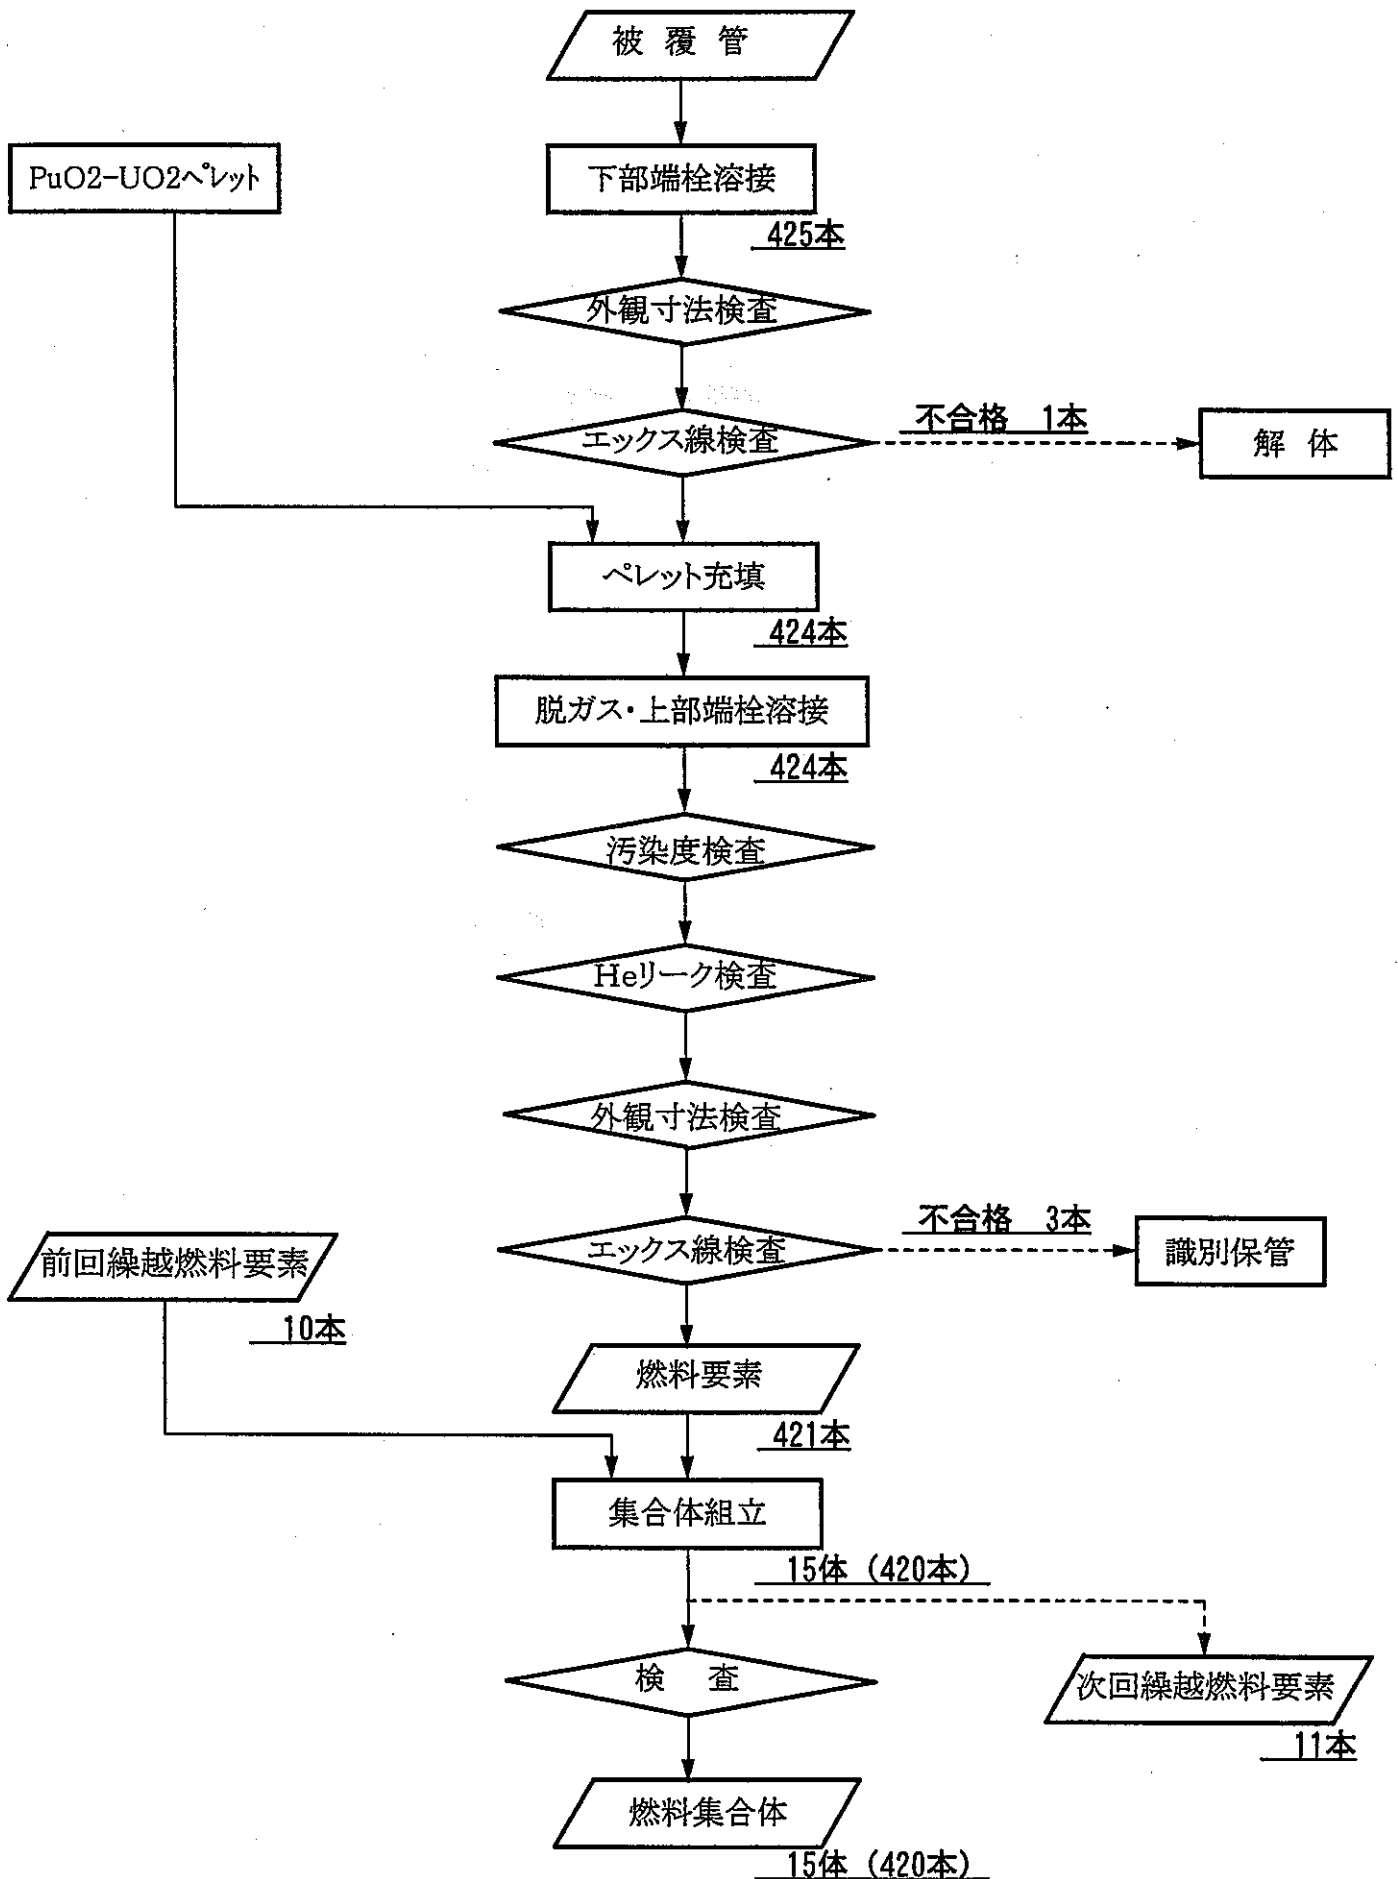 被 覆 管
PuO2-UO2ペレット
下部端栓溶接
425本
外観寸法検査
エックス線検査
不合格 1本
解 体
ペレット充填
424本
脱ガス・上部端栓溶接
424本
汚染度検査
Heリーク検査
外観寸法検査
エックス線検査
不合格 3本
識別保管
前回繰越燃料要素
10本
燃料要素
421本
集合体組立
15体 (420本)
検 査
次回繰越燃料要素
11本
燃料集合体
15体 (420本)